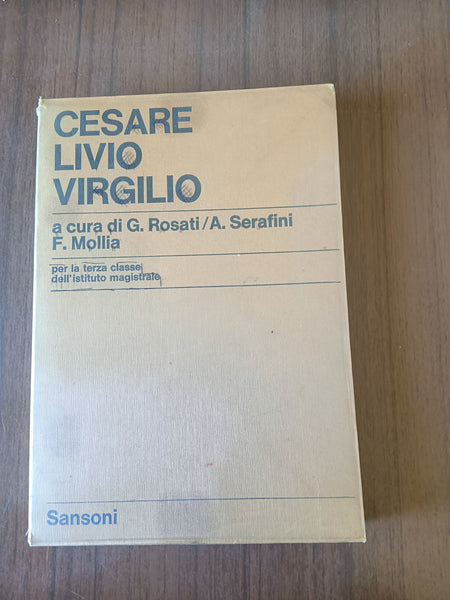 CESARE
LIVIO
VIRGILIO
a cura di G. Rosati/A. Serafini
F. Mollia
per la terza classe
dell'istituto magistrale
Sansoni